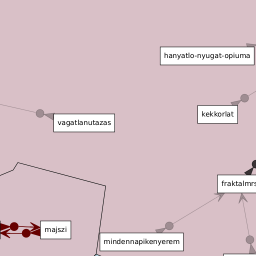 hanyatlo-nyugat-opiuma
kekkorlat
vagatlanutazas
fraktalmrs
majszi
mindennapikenyerem